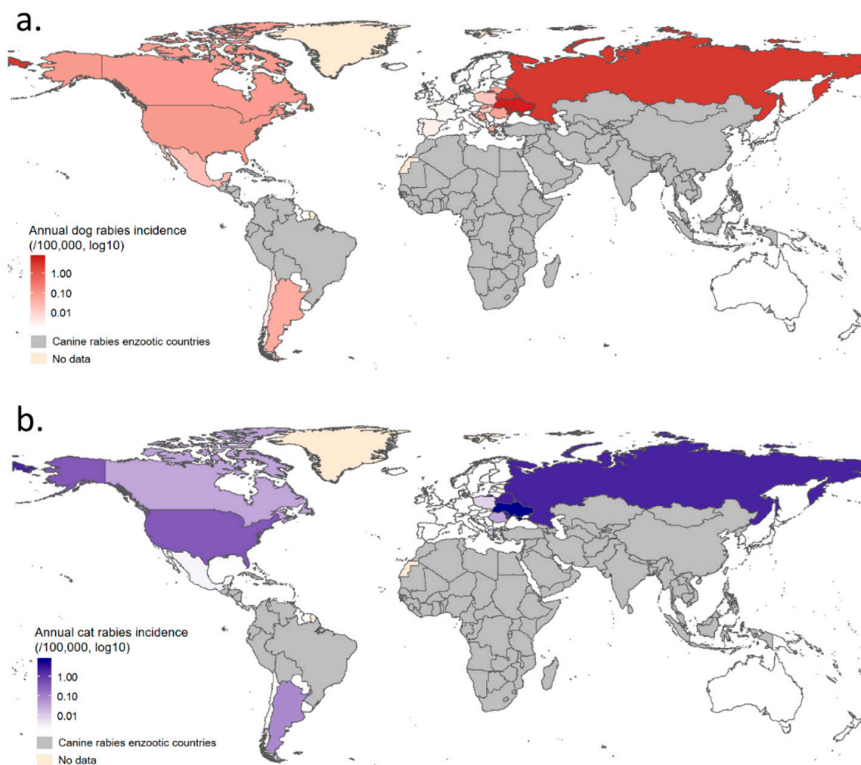 a.
Annual dog rabies incidence
(/100,000, log10)
1.00
0.10
0.01
Canine rabies enzootic countries
No data
b.
Annual cat rabies incidence
(/100,000, log10)
1.00
0.10
0.01
Canine rabies enzootic countries
No data